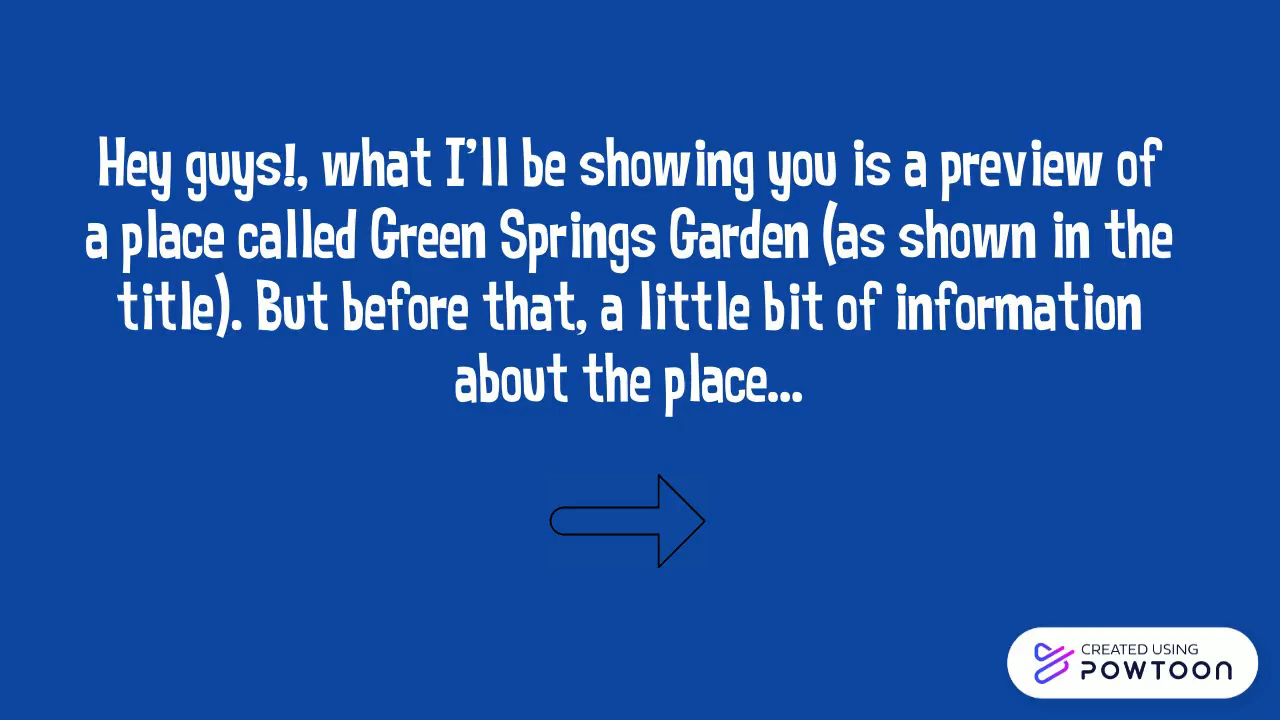 Hey guys!, what I'll be showing you is a preview of
a place called Green Springs Garden (as shown in the
title). But before that, a little bit of information
about the place...
CREATED USING
POWTOON